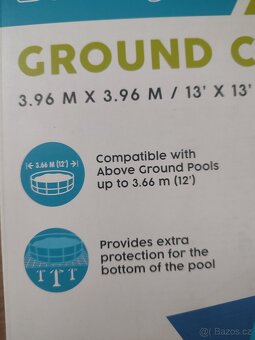 GROUND C
3.96 M X 3.96 M / 13' X 13'
3.66 M (12')
Compatible with
Above Ground Pools
up to 3.66 m (12')
Provides extra
protection for the
bottom of the pool
Bazoš.cz